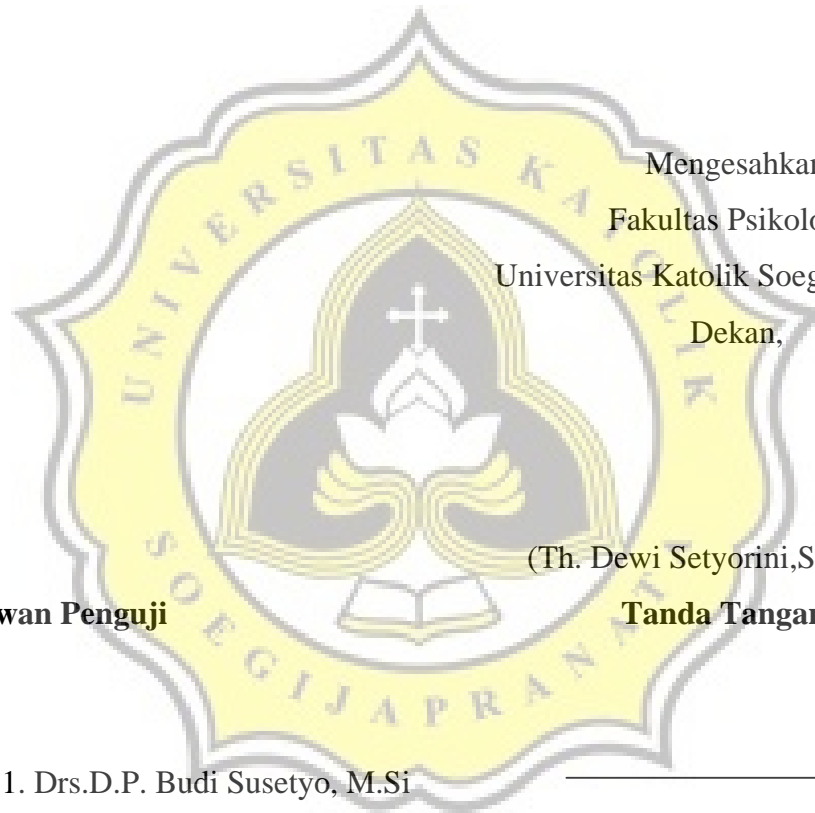 UNIVERSITAS KATOLIK
SOEGIJAPRANATA
Mengesahkan
Fakultas Psikolo
Universitas Katolik Soeg
Dekan,
(Th. Dewi Setyorini,S
wan Penguji
Tanda Tangan
1. Drs.D.P. Budi Susetyo, M.Si